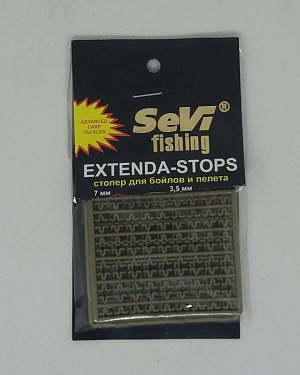 ADVANCED
CARP
TACKLES
SeVi®
fishing
EXTENDA-STOPS
стопер для бойлов и пелета
7 мм 3,5 мм